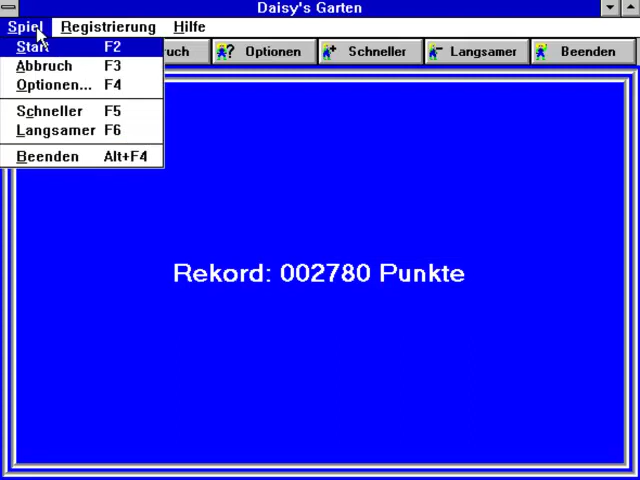 Daisy's Garten
Spiel Registrierung Hilfe
Start F2
Abbruch F3
Optionen... F4
Schneller F5
Langsamer F6
Beenden Alt+F4
Optionen Schneller Langsamer Beenden
Rekord: 002780 Punkte